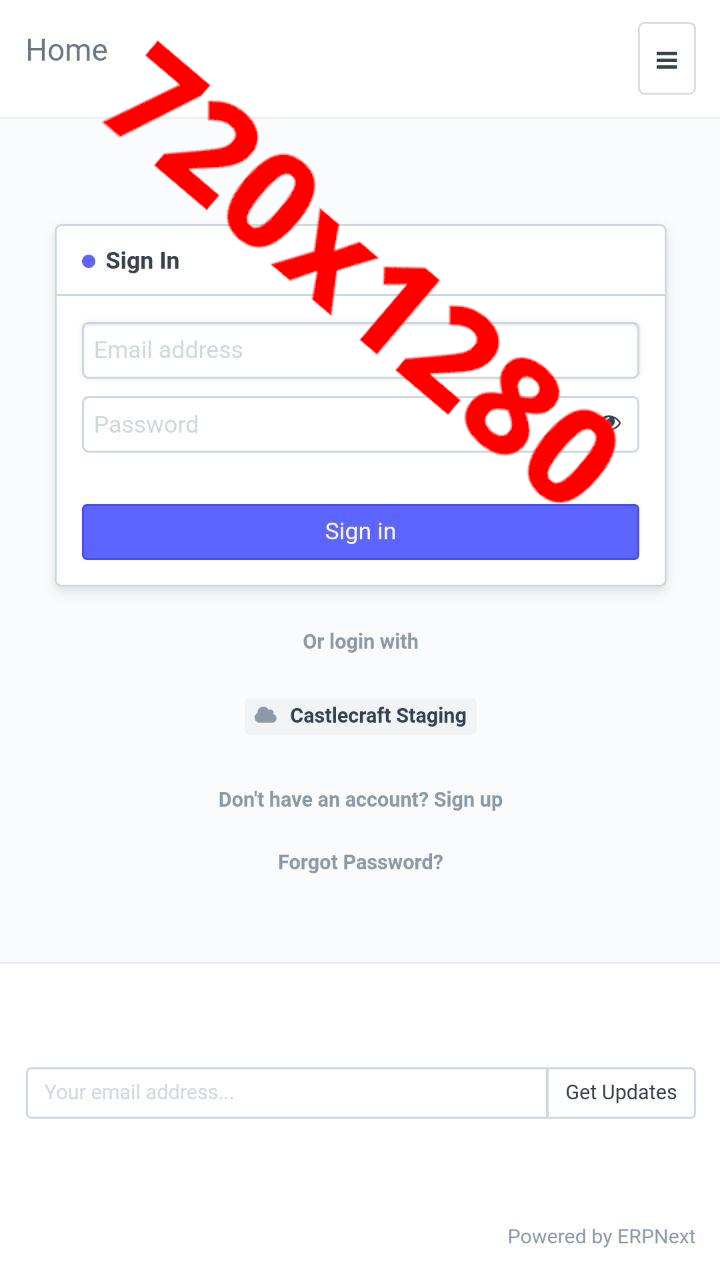 Home
720x1280
Sign In
Email address
Password
Sign in
Or login with
Castlecraft Staging
Don't have an account? Sign up
Forgot Password?
Your email address...
Get Updates
Powered by ERPNext